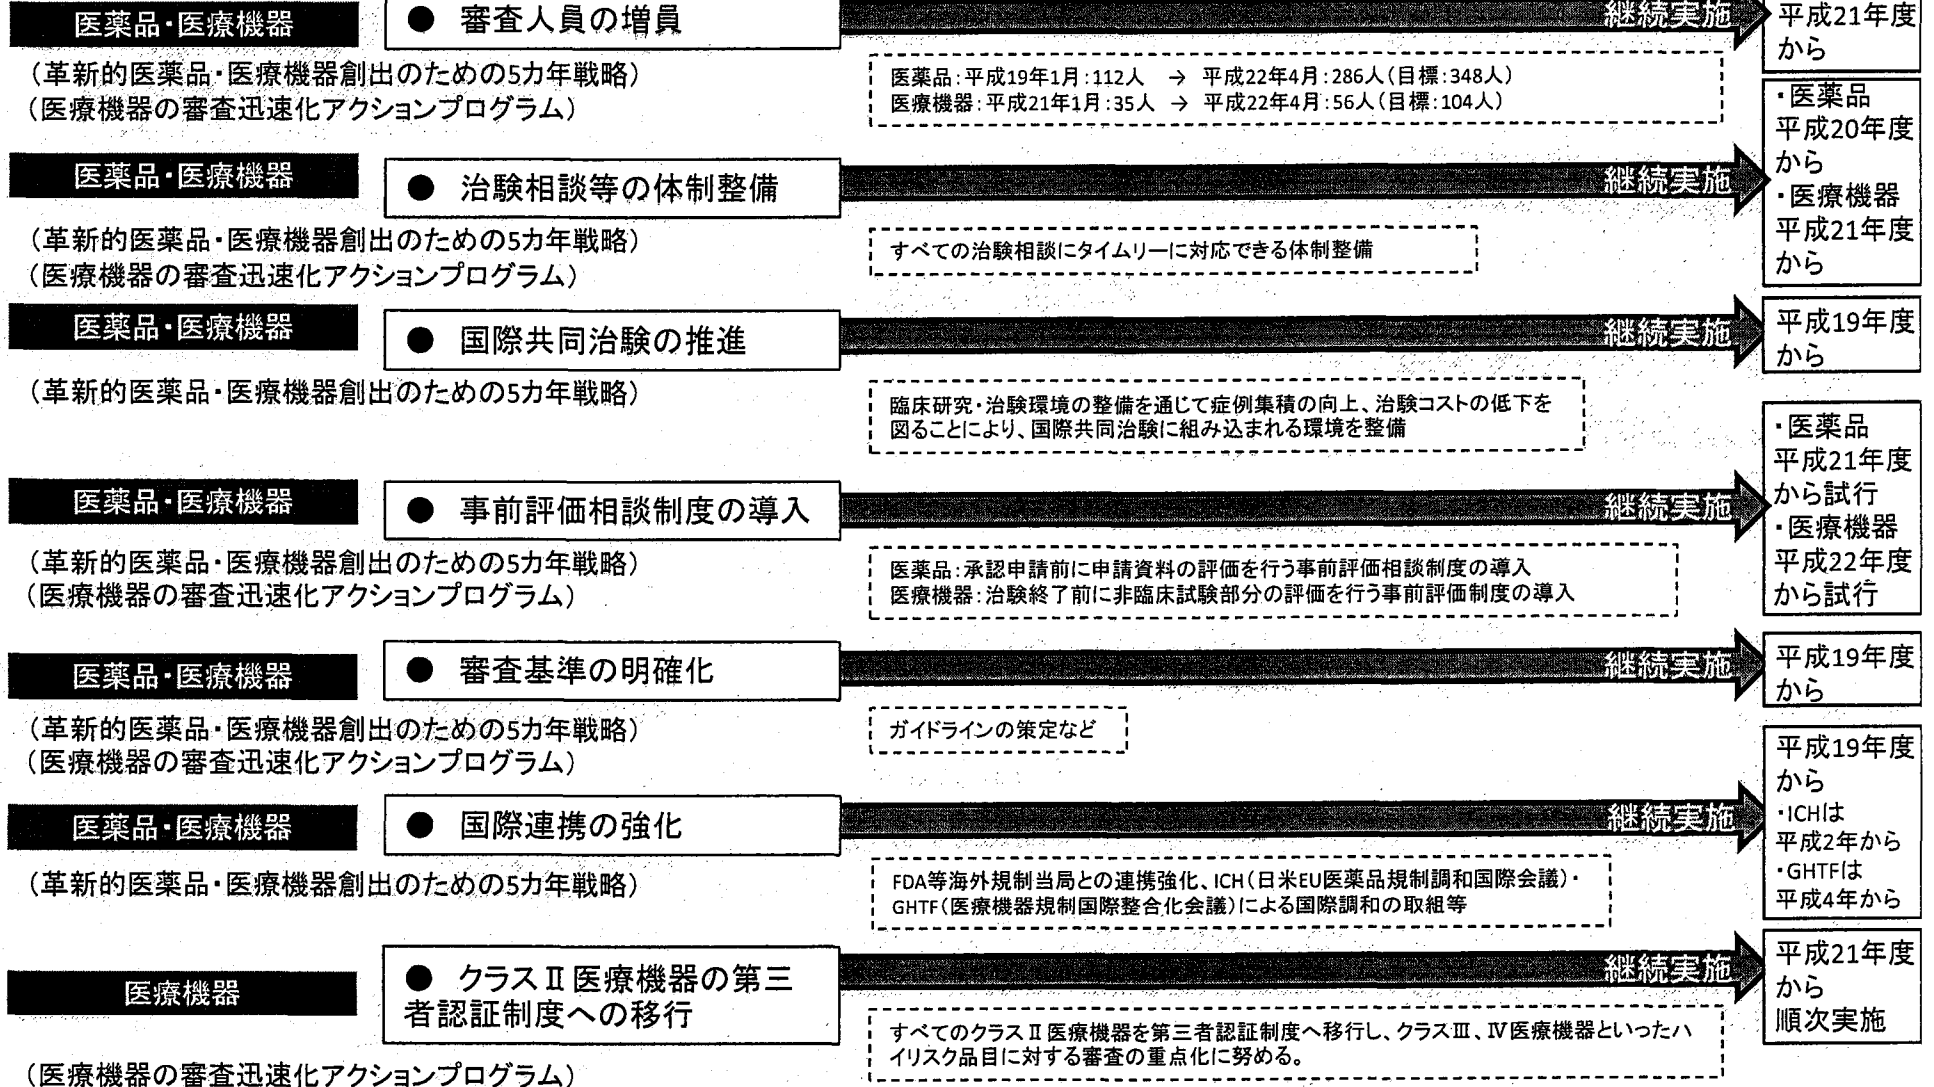 医薬品・医療機器
● 審査人員の増員
継続実施
平成21年度
から
（革新的医薬品・医療機器創出のための5カ年戦略）
（医療機器の審査迅速化アクションプログラム）
医薬品：平成19年1月：112人 → 平成22年4月：286人（目標：348人）
医療機器：平成21年1月：35人 → 平成22年4月：56人（目標：104人）
医薬品・医療機器
● 治験相談等の体制整備
継続実施
・医薬品
平成20年度
から
・医療機器
平成21年度
から
（革新的医薬品・医療機器創出のための5カ年戦略）
（医療機器の審査迅速化アクションプログラム）
すべての治験相談にタイムリーに対応できる体制整備
医薬品・医療機器
● 国際共同治験の推進
継続実施
平成19年度
から
（革新的医薬品・医療機器創出のための5カ年戦略）
臨床研究・治験環境の整備を通じて症例集積の向上、治験コストの低下を
図ることにより、国際共同治験に組み込まれる環境を整備
医薬品・医療機器
● 事前評価相談制度の導入
継続実施
・医薬品
平成21年度
から試行
・医療機器
平成22年度
から試行
（革新的医薬品・医療機器創出のための5カ年戦略）
（医療機器の審査迅速化アクションプログラム）
医薬品：承認申請前に申請資料の評価を行う事前評価相談制度の導入
医療機器：治験終了前に非臨床試験部分の評価を行う事前評価制度の導入
医薬品・医療機器
● 審査基準の明確化
継続実施
平成19年度
から
（革新的医薬品・医療機器創出のための5カ年戦略）
（医療機器の審査迅速化アクションプログラム）
ガイドラインの策定など
医薬品・医療機器
● 国際連携の強化
継続実施
平成19年度
から
・ICHは
平成2年から
・GHTFは
平成4年から
（革新的医薬品・医療機器創出のための5カ年戦略）
FDA等海外規制当局との連携強化、ICH（日米EU医薬品規制調和国際会議）・
GHTF（医療機器規制国際整合化会議）による国際調和の取組等
医療機器
● クラスⅡ医療機器の第三
者認証制度への移行
継続実施
平成21年度
から
順次実施
（医療機器の審査迅速化アクションプログラム）
すべてのクラスⅡ医療機器を第三者認証制度へ移行し、クラスⅢ、Ⅳ医療機器といったハ
イリスク品目に対する審査の重点化に努める。